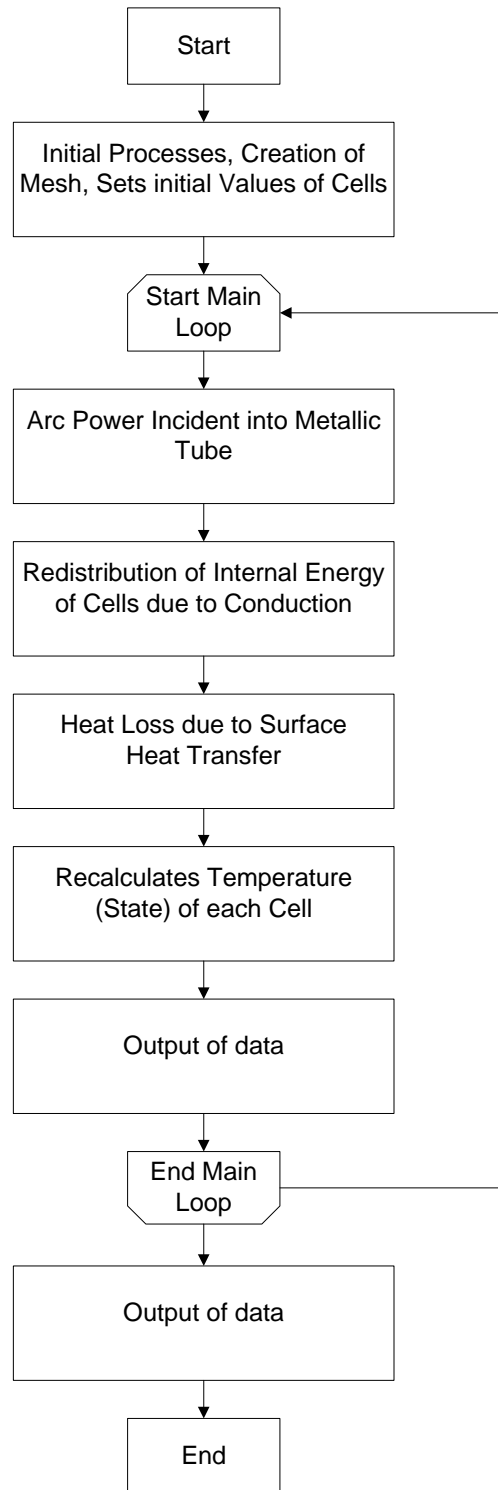 Start
Initial Processes, Creation of
Mesh, Sets initial Values of Cells
Start Main
Loop
Arc Power Incident into Metallic
Tube
Redistribution of Internal Energy
of Cells due to Conduction
Heat Loss due to Surface
Heat Transfer
Recalculates Temperature
(State) of each Cell
Output of data
End Main
Loop
Output of data
End